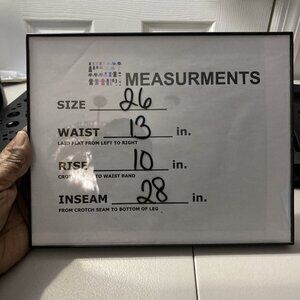 MEASURMENTS
SIZE 26
WAIST 13 in.
LAID FLAT FROM LEFT TO RIGHT
RISE 10 in.
TO WAIST BAND
INSEAM 28 in.
FROM CROTCH SEAM TO BOTTOM OF LEG